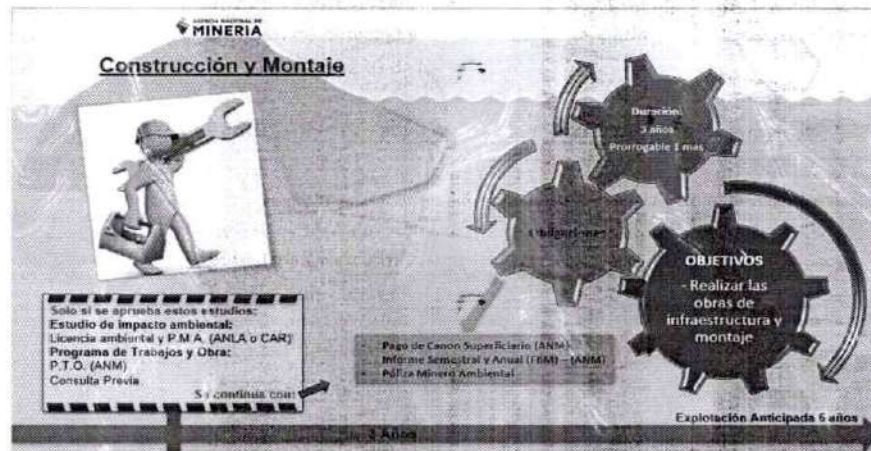 AGENCIA NACIONAL DE
MINERÍA
Construcción y Montaje
Duración:
3 años
Prorrogable 1 mas
Obligaciones
OBJETIVOS
- Realizar las
obras de
infraestructura y
montaje
Solo si se aprueba estos estudios:
Estudio de impacto ambiental:
Licencia ambiental y P.M.A. (ANLA o CAR)
Programa de Trabajos y Obra:
P.T.O. (ANM)
Consulta Previa
Se continua con:
Pago de Canon Superficiario (ANM)
Informe Semestral y Anual (FBM) – (ANM)
Póliza Minero Ambiental
Explotación Anticipada 6 años
3 Años